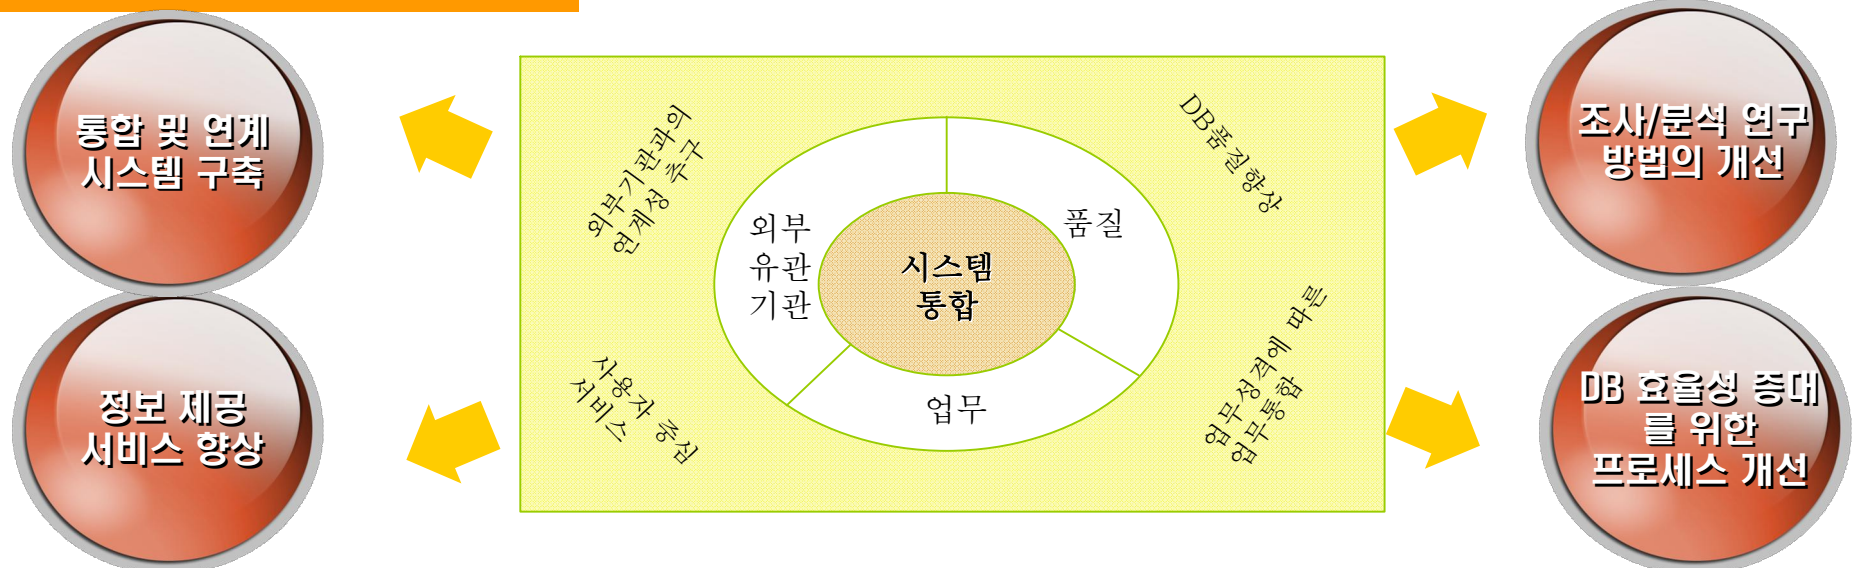 통합 및 연계
시스템 구축
정보 제공
서비스 향상
외부기관과의
연계성 추구
사용자 중심
서비스
외부
유관
기관
시스템
통합
품질
업무
DB품질향상
업무성격에 따른
업무통합
조사/분석 연구
방법의 개선
DB 효율성 증대
를 위한
프로세스 개선